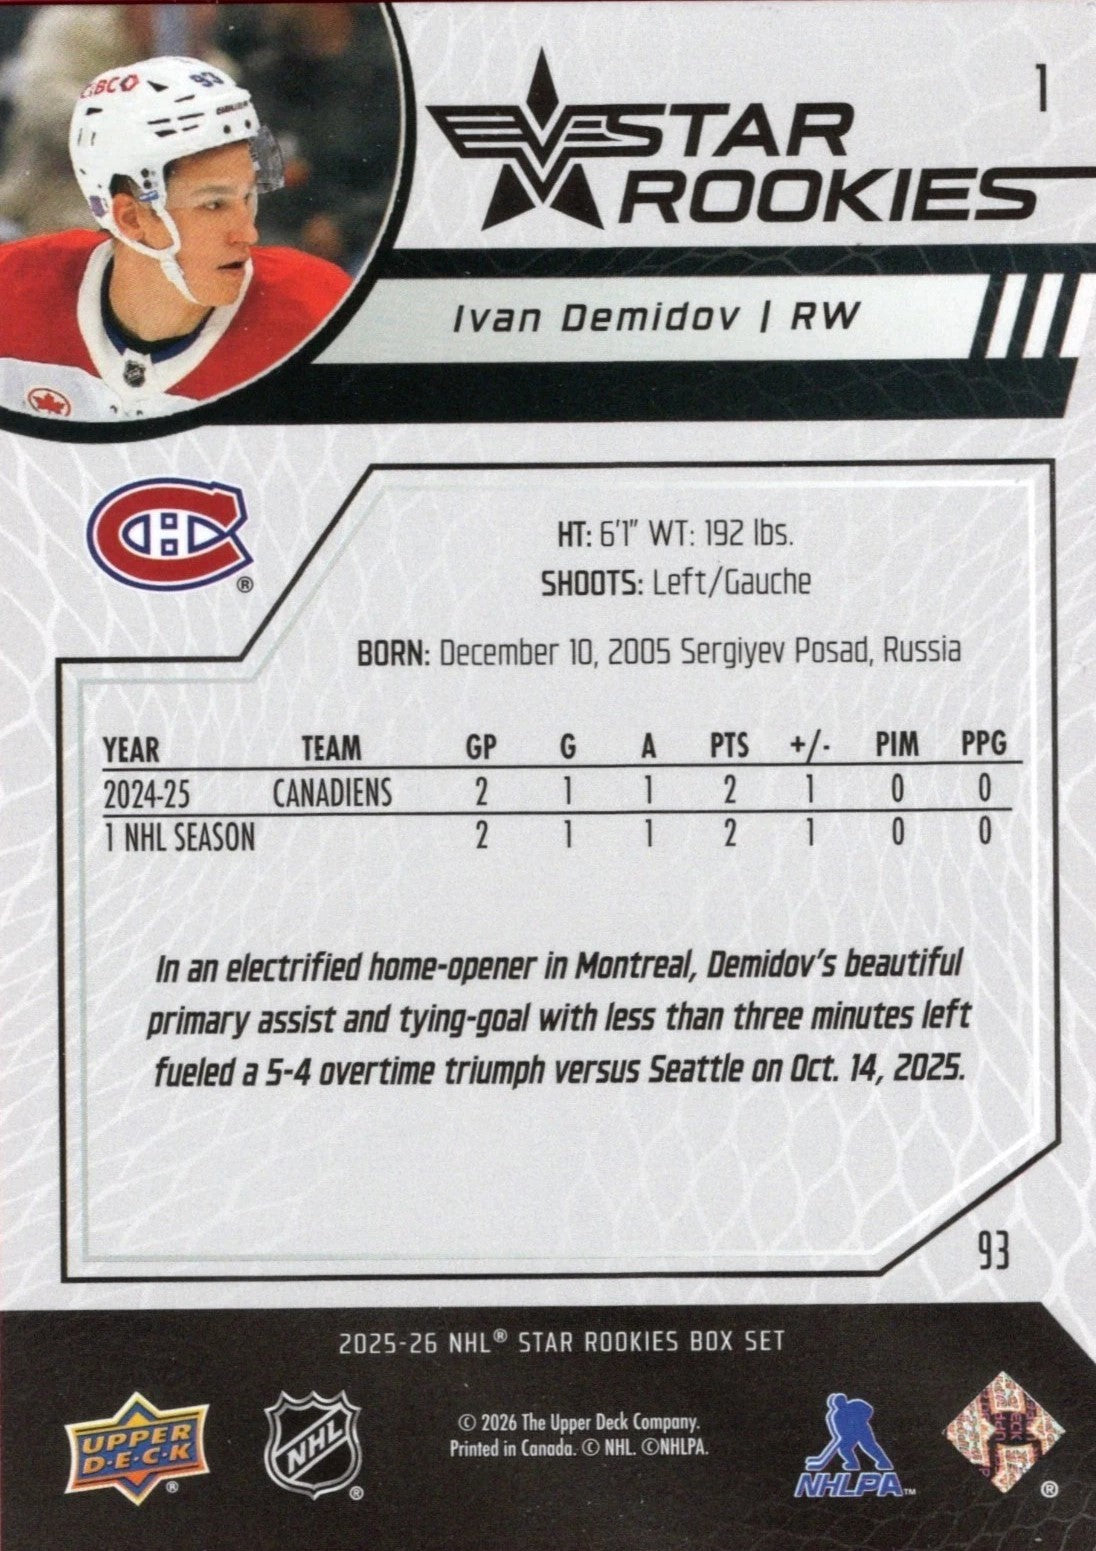 1
STAR
ROOKIES
Ivan Demidov | RW
CIBC 93
HT: 6'1" WT: 192 lbs.
SHOOTS: Left/Gauche
BORN: December 10, 2005 Sergiyev Posad, Russia
YEAR TEAM GP G A PTS +/- PIM PPG
2024-25 CANADIENS 2 1 1 2 1 0 0
1 NHL SEASON 2 1 1 2 1 0 0
In an electrified home-opener in Montreal, Demidov's beautiful
primary assist and tying-goal with less than three minutes left
fueled a 5-4 overtime triumph versus Seattle on Oct. 14, 2025.
93
2025-26 NHL® STAR ROOKIES BOX SET
UPPER
D·E·C·K
®
NHL
®
© 2026 The Upper Deck Company.
Printed in Canada. © NHL. ©NHLPA.
NHLPA™
®